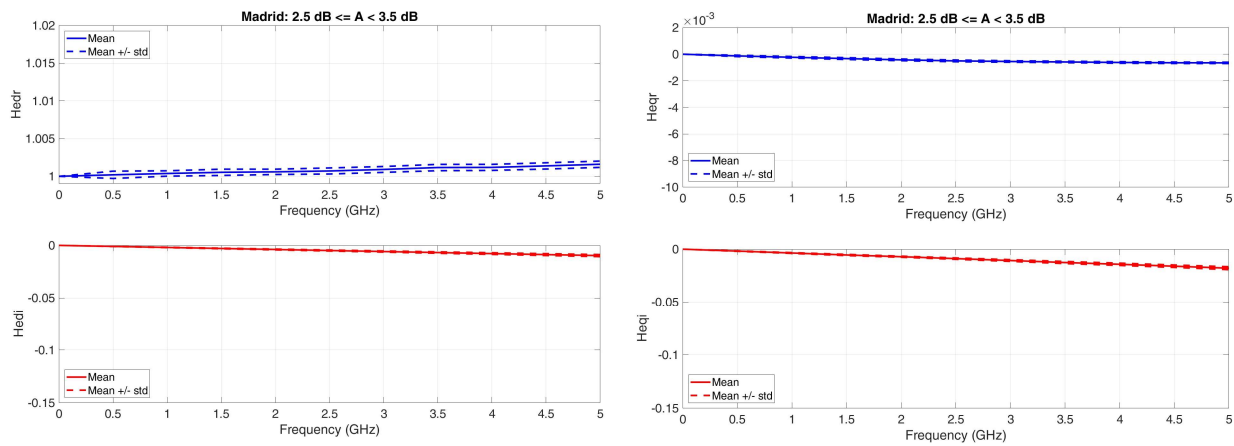 Madrid: 2.5 dB <= A < 3.5 dB
1.02
1.015
1.01
1.005
1
Hedr
Mean
Mean +/- std
0 0.5 1 1.5 2 2.5 3 3.5 4 4.5 5
Frequency (GHz)
0
-0.05
-0.1
-0.15
Hedi
Mean
Mean +/- std
0 0.5 1 1.5 2 2.5 3 3.5 4 4.5 5
Frequency (GHz)
Madrid: 2.5 dB <= A < 3.5 dB
×10⁻³
2
0
-2
-4
-6
-8
-10
Heqr
Mean
Mean +/- std
0 0.5 1 1.5 2 2.5 3 3.5 4 4.5 5
Frequency (GHz)
0
-0.05
-0.1
-0.15
Heqi
Mean
Mean +/- std
0 0.5 1 1.5 2 2.5 3 3.5 4 4.5 5
Frequency (GHz)